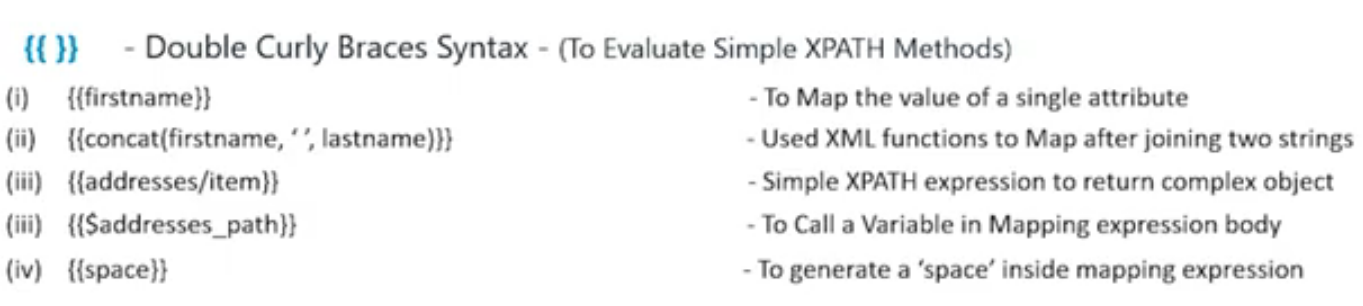 {{ }} - Double Curly Braces Syntax - (To Evaluate Simple XPATH Methods)
(i) {{firstname}} - To Map the value of a single attribute
(ii) {{concat(firstname, ‘ ’, lastname)}} - Used XML functions to Map after joining two strings
(iii) {{addresses/item}} - Simple XPATH expression to return complex object
(iii) {{$addresses_path}} - To Call a Variable in Mapping expression body
(iv) {{space}} - To generate a ‘space’ inside mapping expression